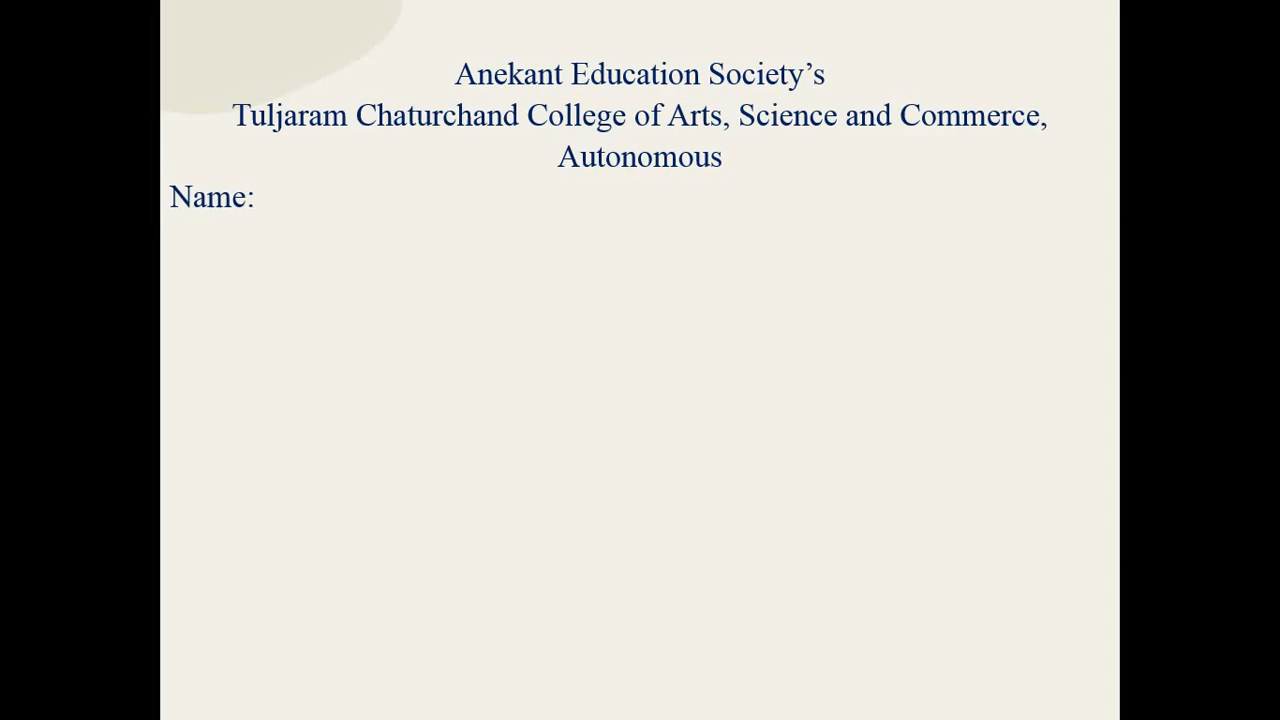 Anekant Education Society’s
Tuljaram Chaturchand College of Arts, Science and Commerce,
Autonomous
Name: